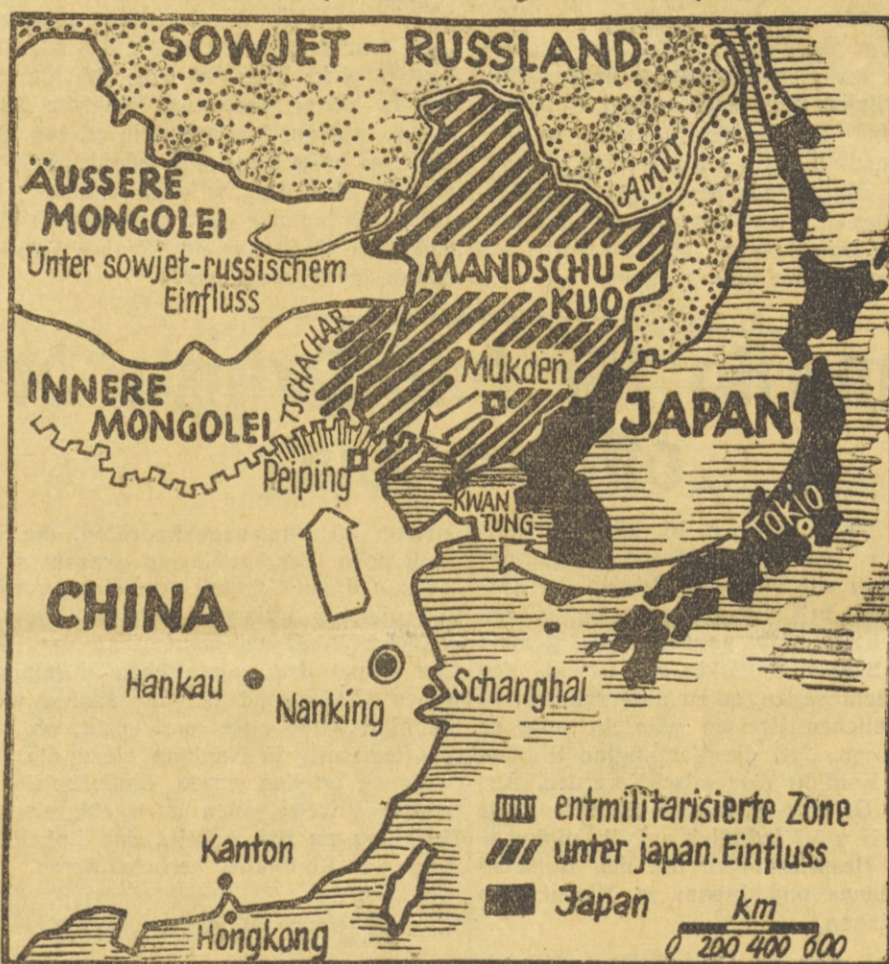 SOWJET - RUSSLAND
AMUR
ÄUSSERE
MONGOLEI
Unter sowjet-russischem
Einfluss
MANDSCHU-
KUO
TSCHACHAR
Mukden
INNERE
MONGOLEI
JAPAN
Peiping
KWAN
TUNG
Tokio
CHINA
Hankau
Nanking
Schanghai
entmilitarisierte Zone
unter japan. Einfluss
Japan
Kanton
Hongkong
km
0 200 400 600